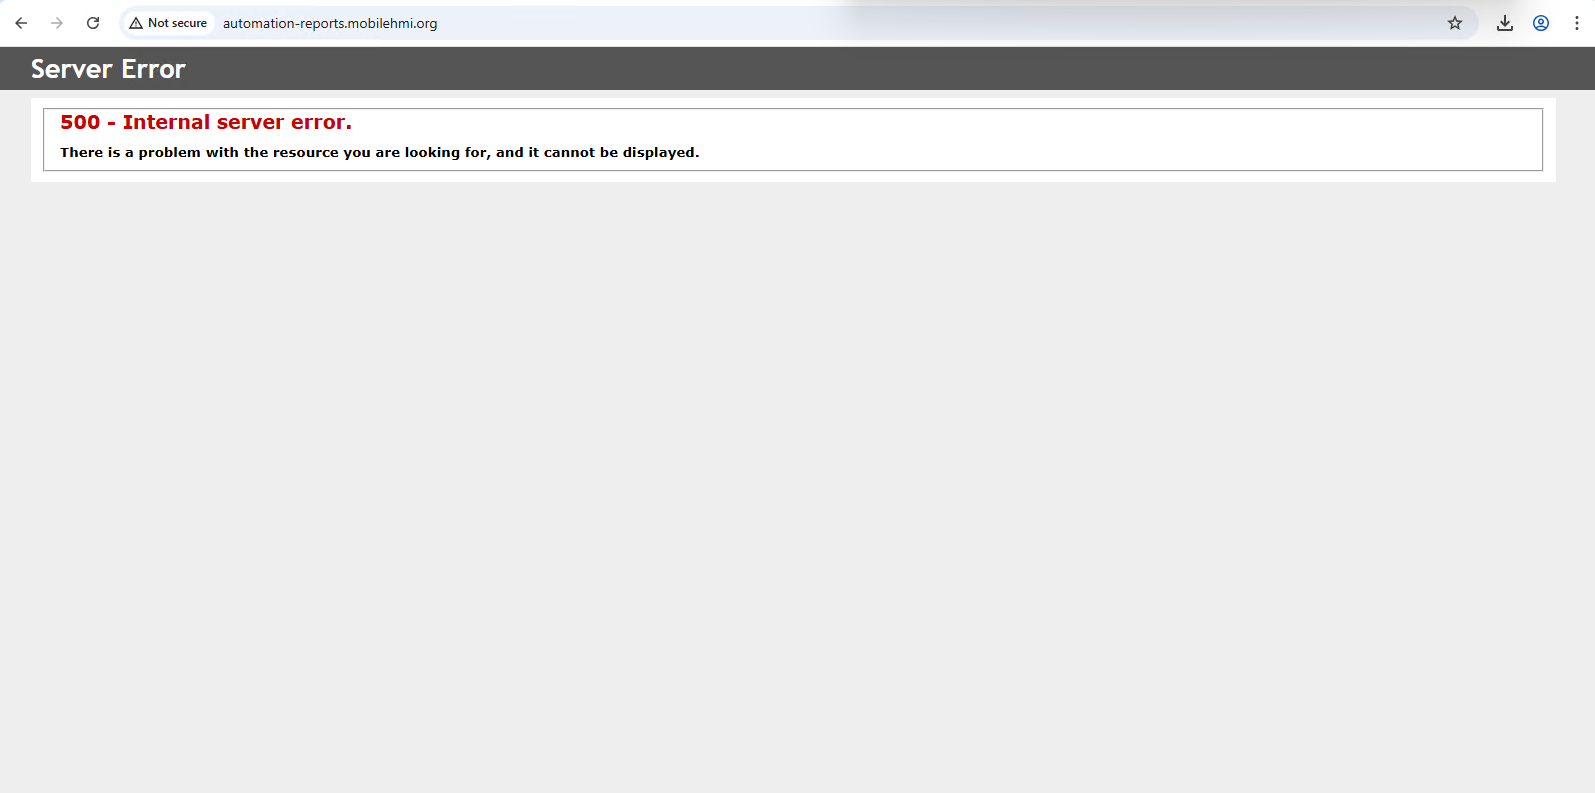 Not secure
automation-reports.mobilehmi.org
Server Error
500 - Internal server error.
There is a problem with the resource you are looking for, and it cannot be displayed.